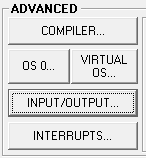 ADVANCED
COMPILER...
OS 0... VIRTUAL OS...
INPUT/OUTPUT...
INTERRUPTS...